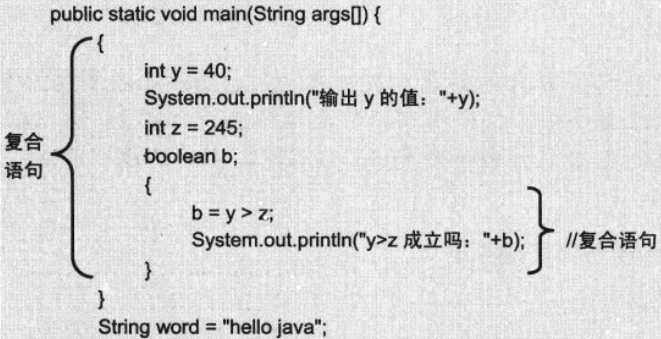 public static void main(String args[]) {
{
int y = 40;
System.out.println("输出 y 的值："+y);
int z = 245;
复合
语句
boolean b;
{
b = y > z;
System.out.println("y>z 成立吗："+b); //复合语句
}
}
String word = "hello java";